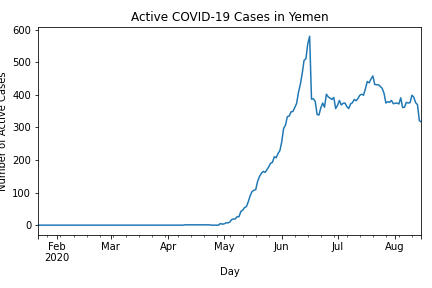 Active COVID-19 Cases in Yemen
600
500
400
300
200
100
0
Number of Active Cases
Feb Mar Apr May Jun Jul Aug
2020
Day